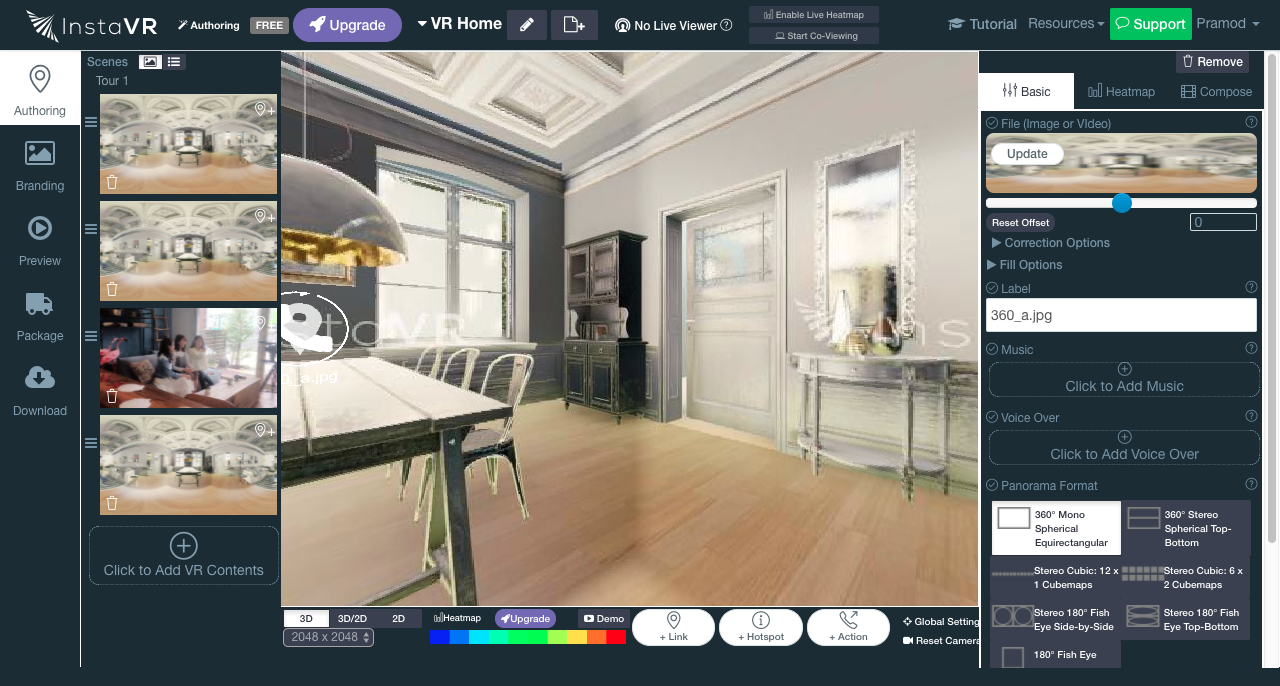 InstaVR
Authoring
FREE
Upgrade
VR Home
No Live Viewer
Enable Live Heatmap
Start Co-Viewing
Tutorial
Resources
Support
Pramod
Authoring
Branding
Preview
Package
Download
Scenes
Tour 1
Click to Add VR Contents
InstaVR
Ins
_a.jpg
3D
3D/2D
2D
2048 x 2048
Heatmap
Upgrade
Demo
+ Link
+ Hotspot
+ Action
Global Setting
Reset Camera
Remove
Basic
Heatmap
Compose
File (Image or VIdeo)
Update
Reset Offset
0
Correction Options
Fill Options
Label
360_a.jpg
Music
Click to Add Music
Voice Over
Click to Add Voice Over
Panorama Format
360° Mono
Spherical
Equirectangular
360° Stereo
Spherical Top-
Bottom
Stereo Cubic: 12 x
1 Cubemaps
Stereo Cubic: 6 x
2 Cubemaps
Stereo 180° Fish
Eye Side-by-Side
Stereo 180° Fish
Eye Top-Bottom
180° Fish Eye